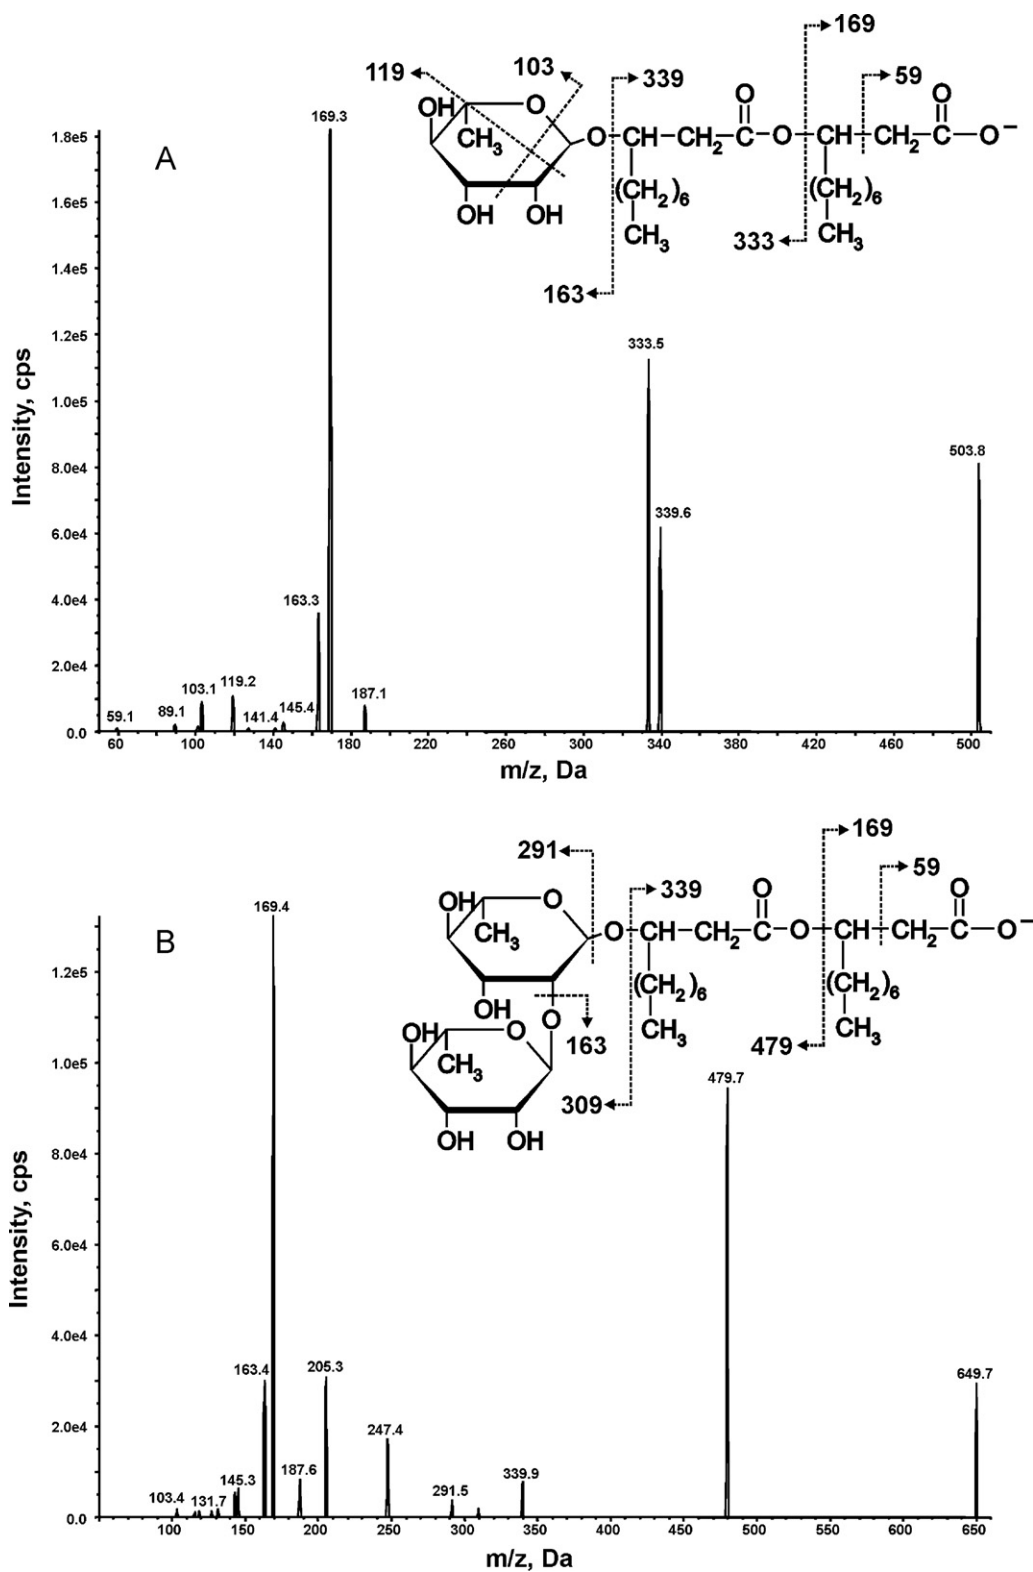 169
103
119
339
59
169.3
OH
O
O
O
1.8e5
A
CH3
O
CH
CH2
C
O
CH
CH2
C
O−
1.6e5
(CH2)6
(CH2)6
OH
OH
CH3
333
CH3
1.4e5
163
1.2e5
333.5
Intensity, cps
1.0e5
8.0e4
503.8
339.6
6.0e4
4.0e4
163.3
2.0e4
59.1
89.1
103.1
119.2
141.4
145.4
187.1
0.0
60
100
140
180
220
260
300
340
380
420
460
500
m/z, Da
291
169
339
59
169.4
OH
O
O
O
B
CH3
O
CH
CH2
C
O
CH
CH2
C
O−
1.2e5
(CH2)6
(CH2)6
OH
O
OH
O
163
CH3
CH3
CH3
479
1.0e5
479.7
309
OH
OH
8.0e4
Intensity, cps
6.0e4
4.0e4
163.4
205.3
649.7
2.0e4
247.4
103.4
131.7
145.3
187.6
291.5
339.9
0.0
100
150
200
250
300
350
400
450
500
550
600
650
m/z, Da